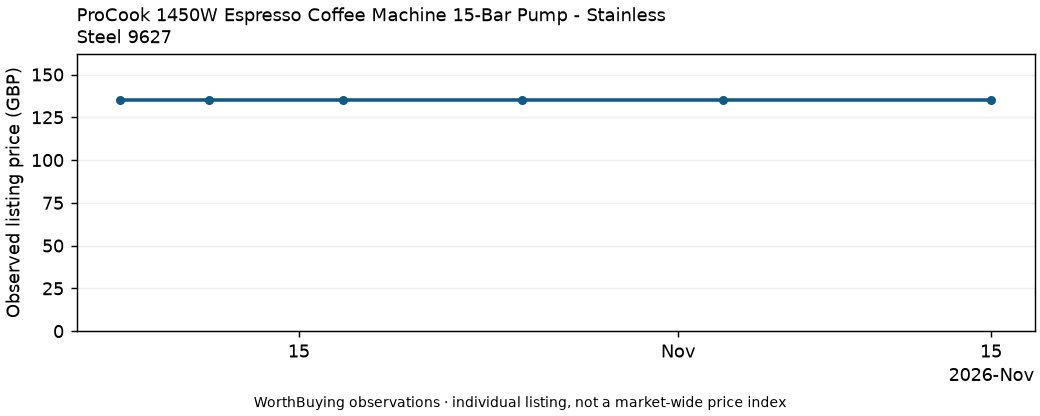 ProCook 1450W Espresso Coffee Machine 15-Bar Pump - Stainless
Steel 9627
Observed listing price (GBP)
150
125
100
75
50
25
0
15
Nov
15
2026-Nov
WorthBuying observations · individual listing, not a market-wide price index